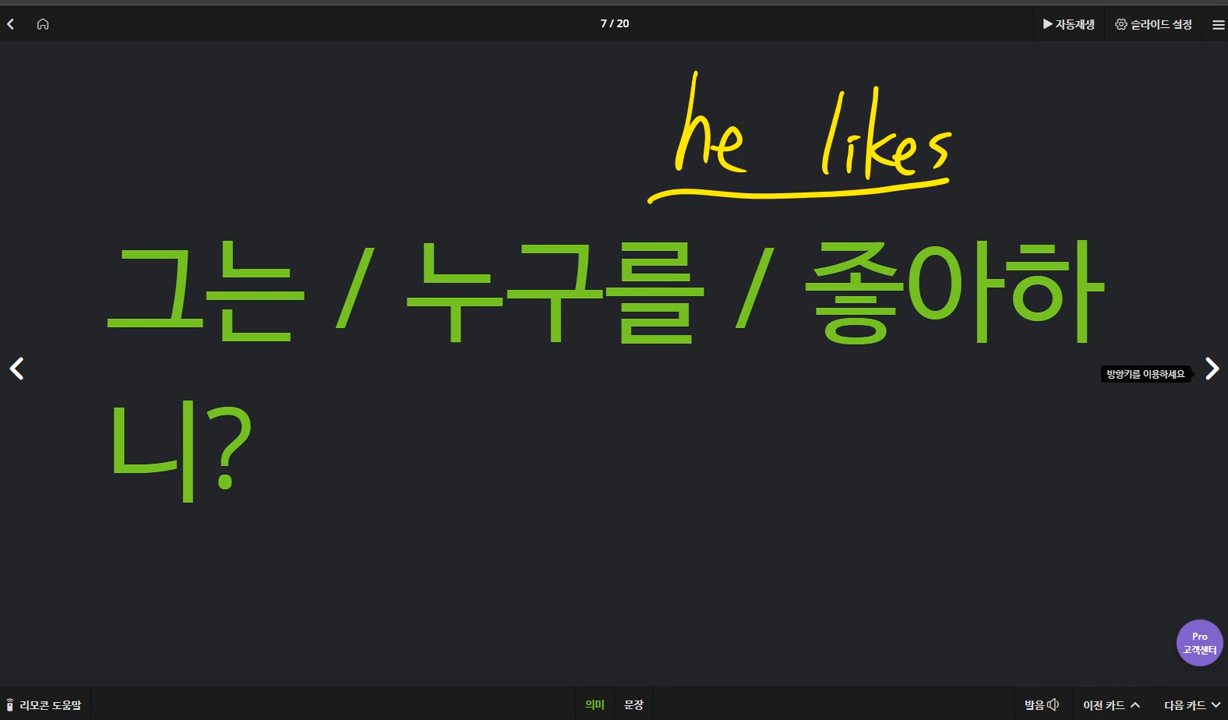 7 / 20
▶ 자동재생
슬라이드 설정
he likes
그는 / 누구를 / 좋아하
니?
방향키를 이용하세요
Pro
고객센터
리모콘 도움말
의미
문장
발음
이전 카드
다음 카드